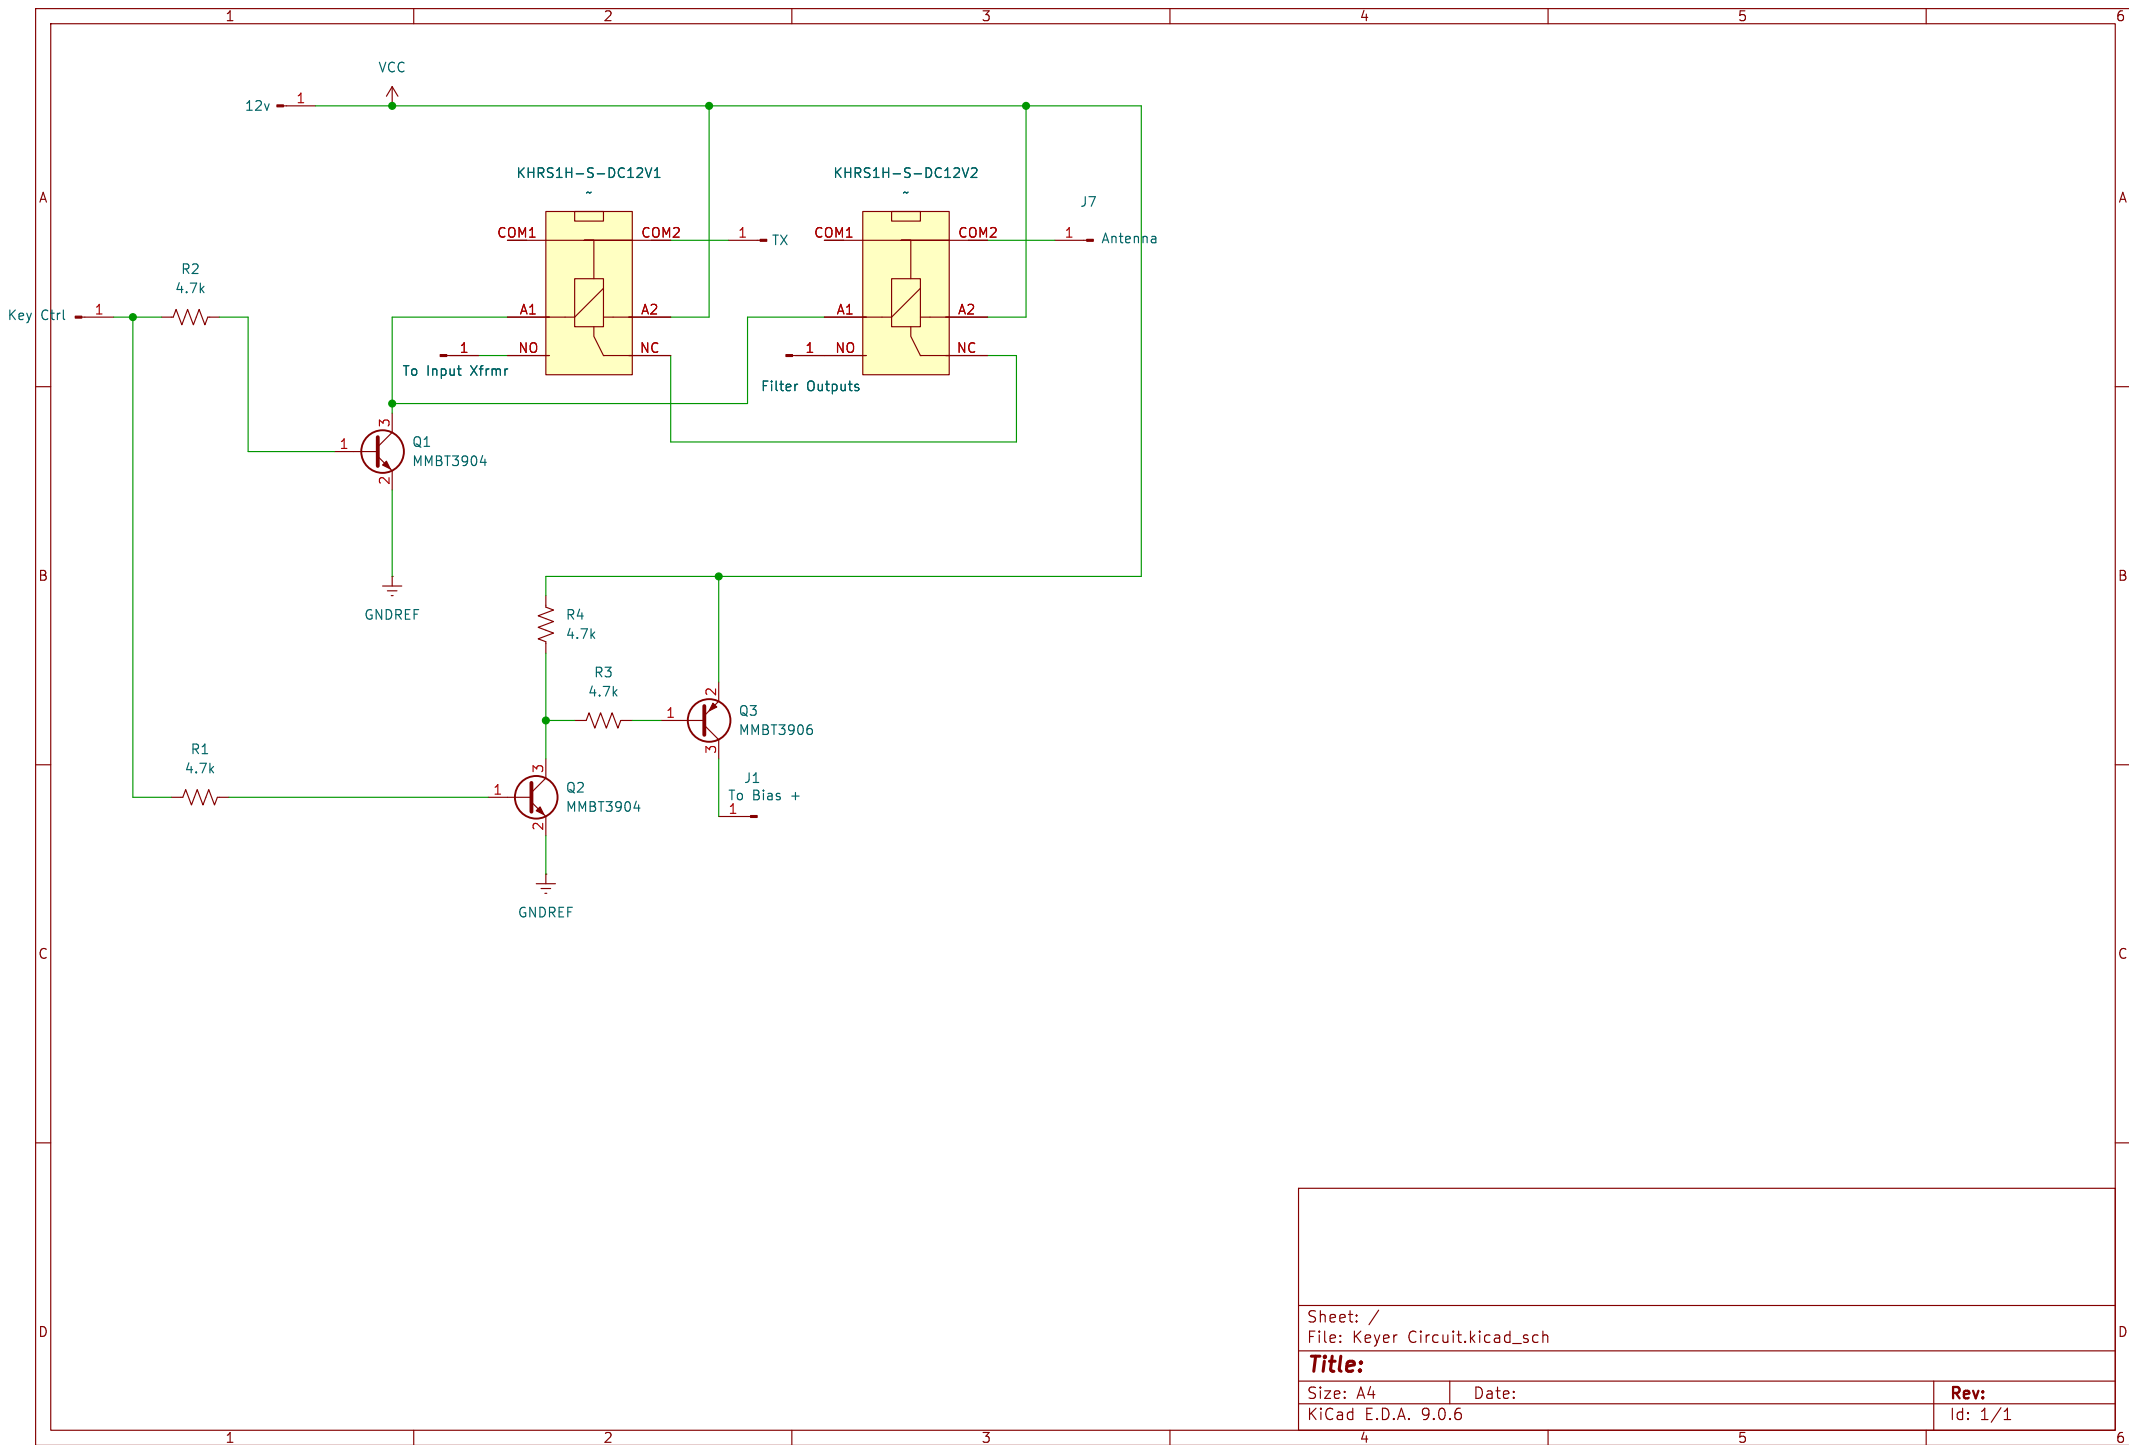 1 2 3 4 5 6
VCC
12v 1
KHRS1H-S-DC12V1
~
KHRS1H-S-DC12V2
~
A
A
J7
COM1 COM2 1 TX
COM1 COM2 1 Antenna
R2
4.7k
Key Ctrl 1
A1 A2
A1 A2
1 NO NC
To Input Xfrmr
1 NO NC
Filter Outputs
3
1
Q1
MMBT3904
2
B
B
GNDREF
R4
4.7k
R3
4.7k
2
1
Q3
MMBT3906
3
R1
4.7k
3
1
Q2
MMBT3904
2
J1
To Bias +
1
GNDREF
C
C
D
D
Sheet: /
File: Keyer Circuit.kicad_sch
Title:
Size: A4 Date: Rev:
KiCad E.D.A. 9.0.6 Id: 1/1
1 2 3 4 5 6